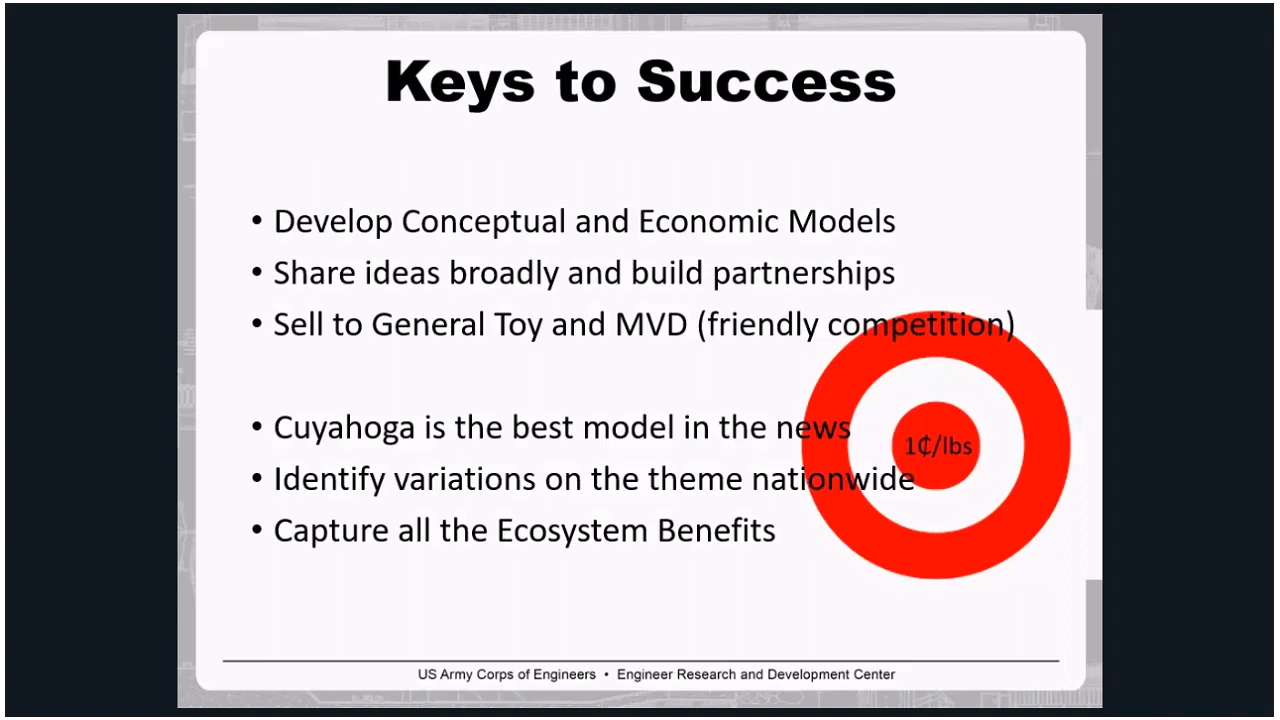 Keys to Success
• Develop Conceptual and Economic Models
• Share ideas broadly and build partnerships
• Sell to General Toy and MVD (friendly competition)
• Cuyahoga is the best model in the news
1₵/lbs
• Identify variations on the theme nationwide
• Capture all the Ecosystem Benefits
US Army Corps of Engineers • Engineer Research and Development Center